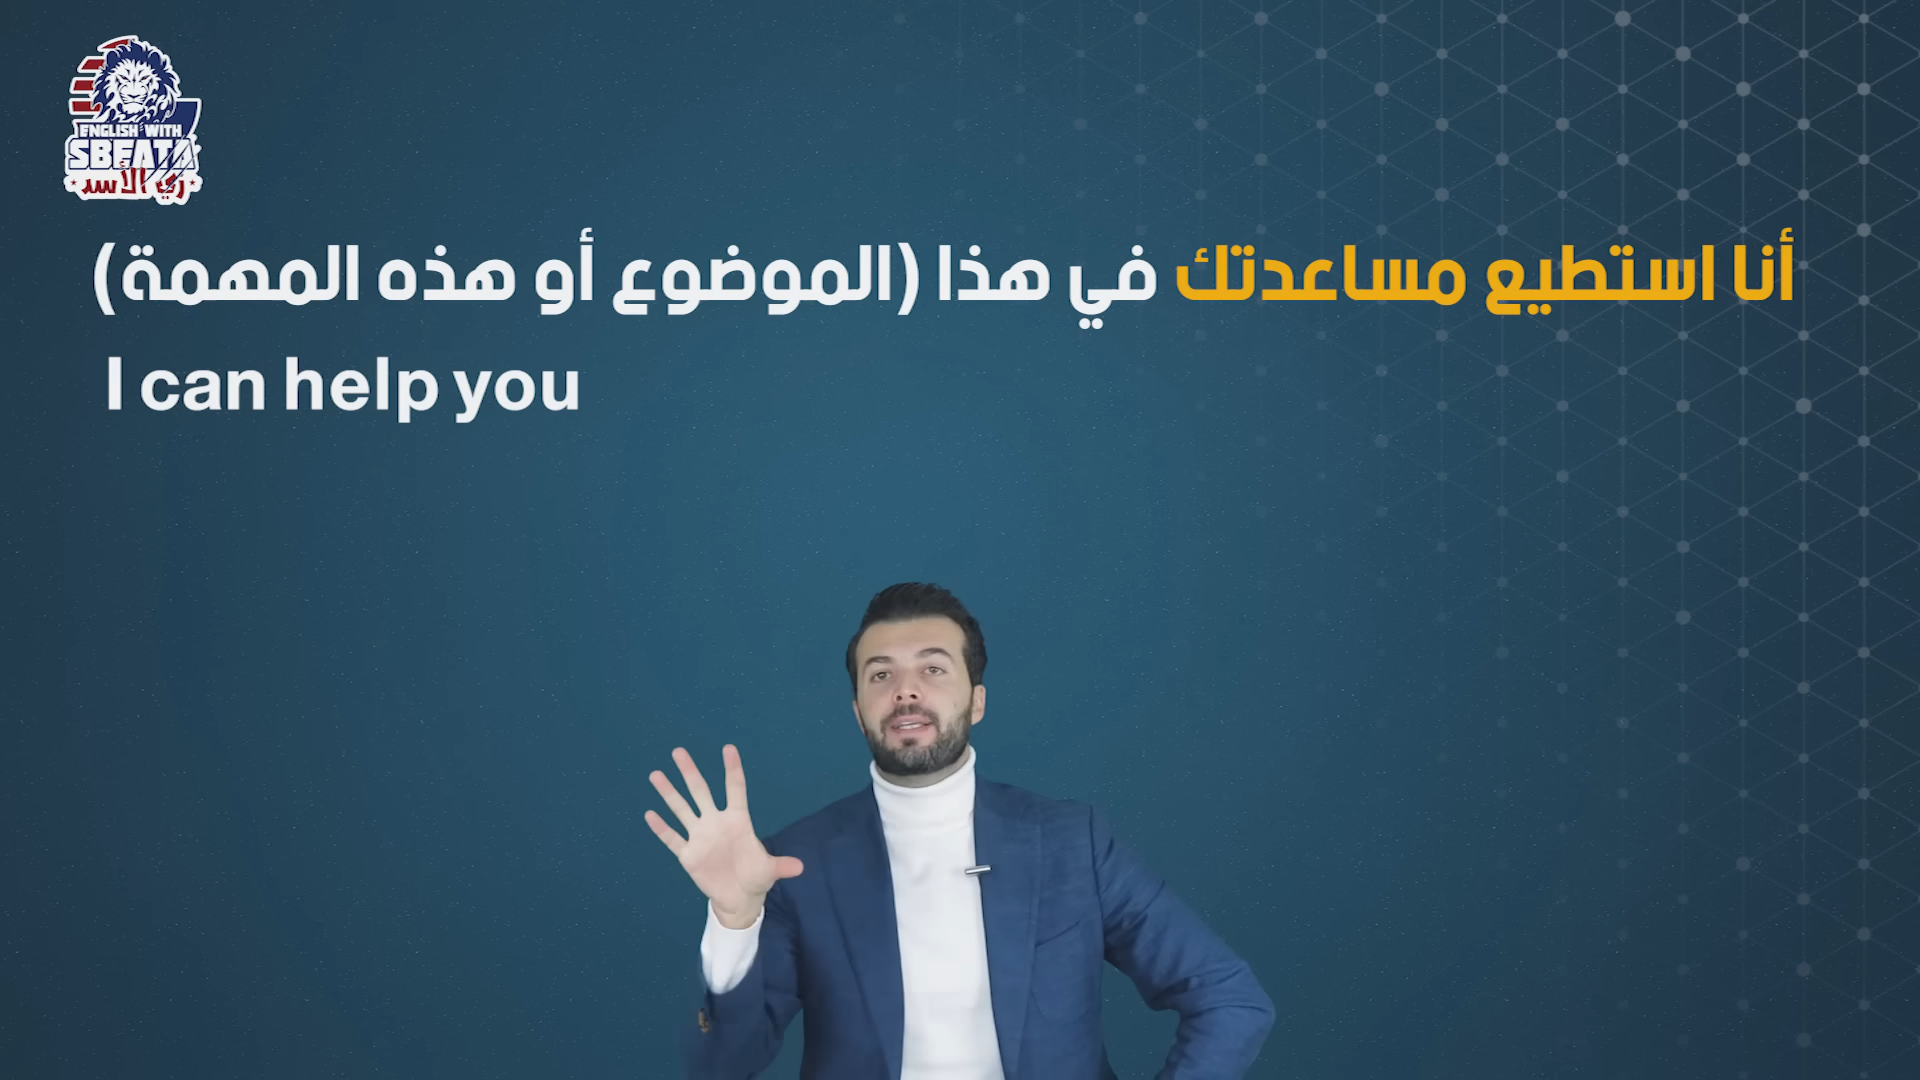 ENGLISH WITH
SBEATA
زي الأسد
أنا استطيع مساعدتك في هذا (الموضوع أو هذه المهمة)
I can help you